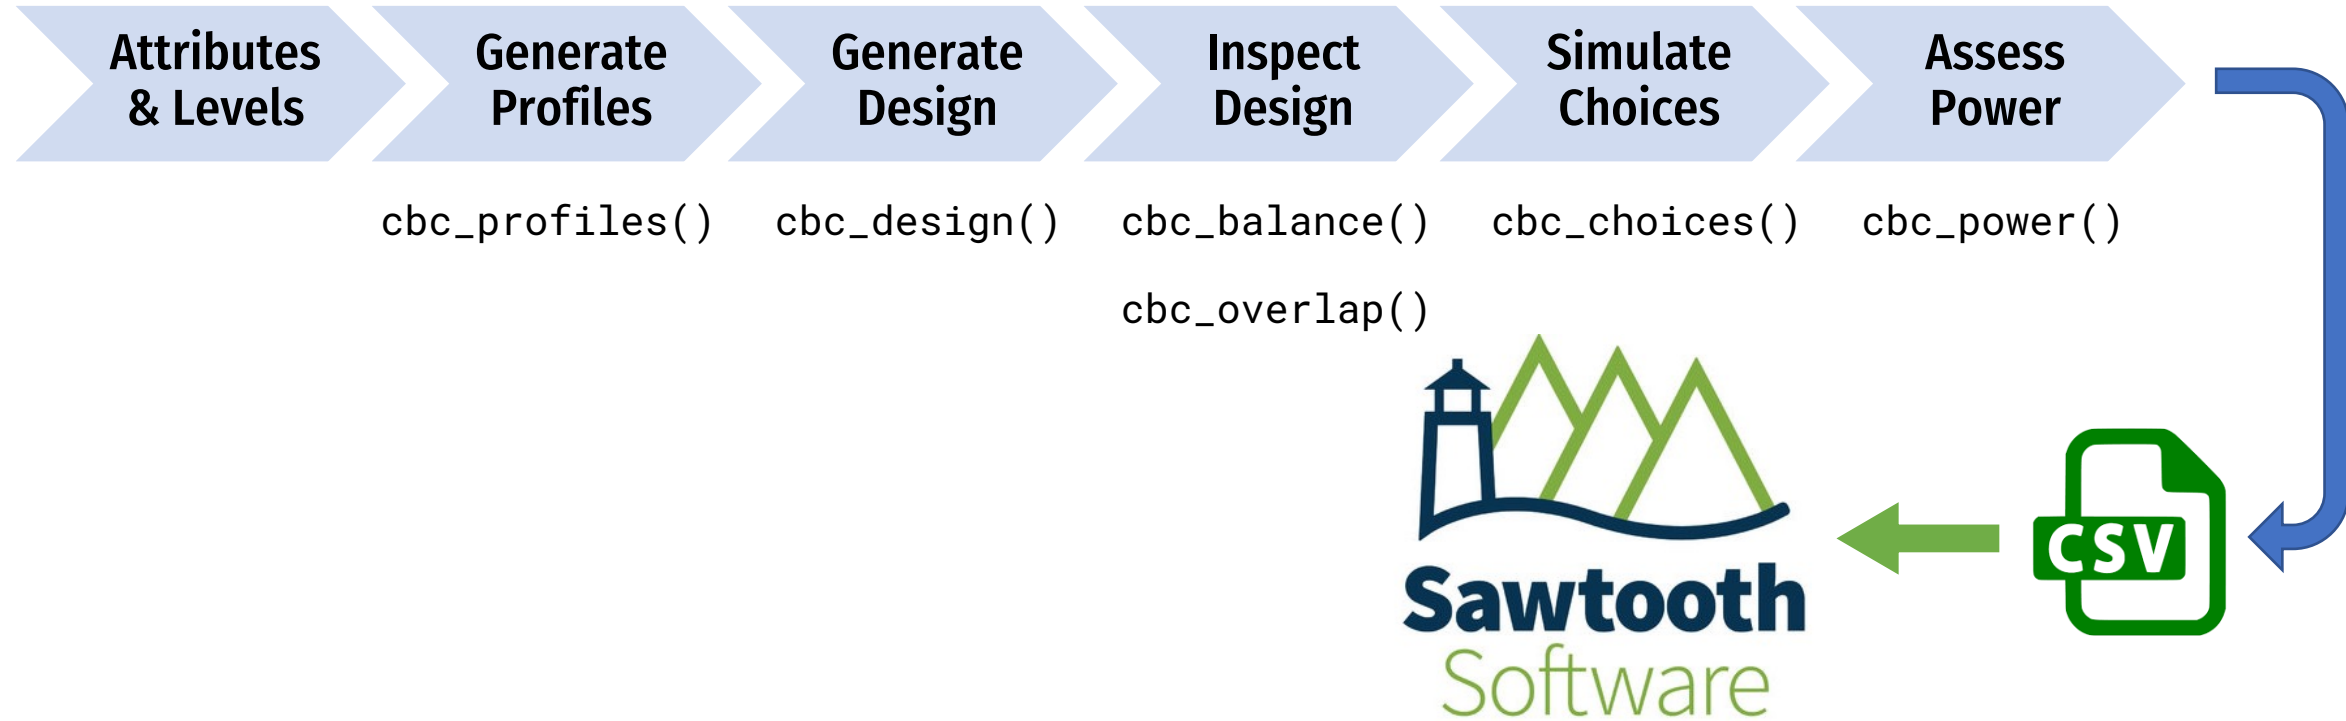 Attributes
& Levels
Generate
Profiles
Generate
Design
Inspect
Design
Simulate
Choices
Assess
Power
cbc_profiles()
cbc_design()
cbc_balance()
cbc_choices()
cbc_power()
cbc_overlap()
CSV
Sawtooth
Software